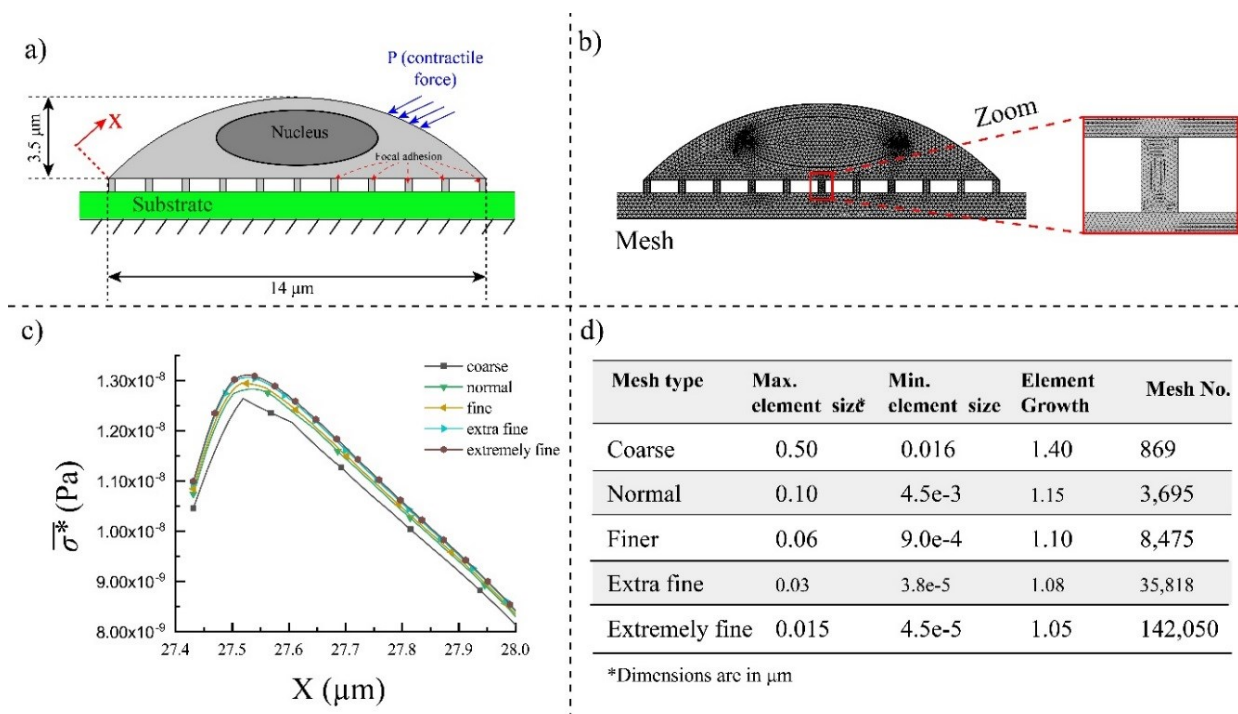 a)
P (contractile
force)
X
3.5 μm
Nucleus
Focal adhesion
Substrate
14 μm
b)
Zoom
Mesh
c)
σ̅* (Pa)
1.30x10⁻⁸
1.20x10⁻⁸
1.10x10⁻⁸
1.00x10⁻⁸
9.00x10⁻⁹
8.00x10⁻⁹
coarse
normal
fine
extra fine
extremely fine
27.4 27.5 27.6 27.7 27.8 27.9 28.0
X (μm)
d)
Mesh type Max. element size* Min. element size Element Growth Mesh No.
Coarse 0.50 0.016 1.40 869
Normal 0.10 4.5e-3 1.15 3,695
Finer 0.06 9.0e-4 1.10 8,475
Extra fine 0.03 3.8e-5 1.08 35,818
Extremely fine 0.015 4.5e-5 1.05 142,050
*Dimensions are in μm